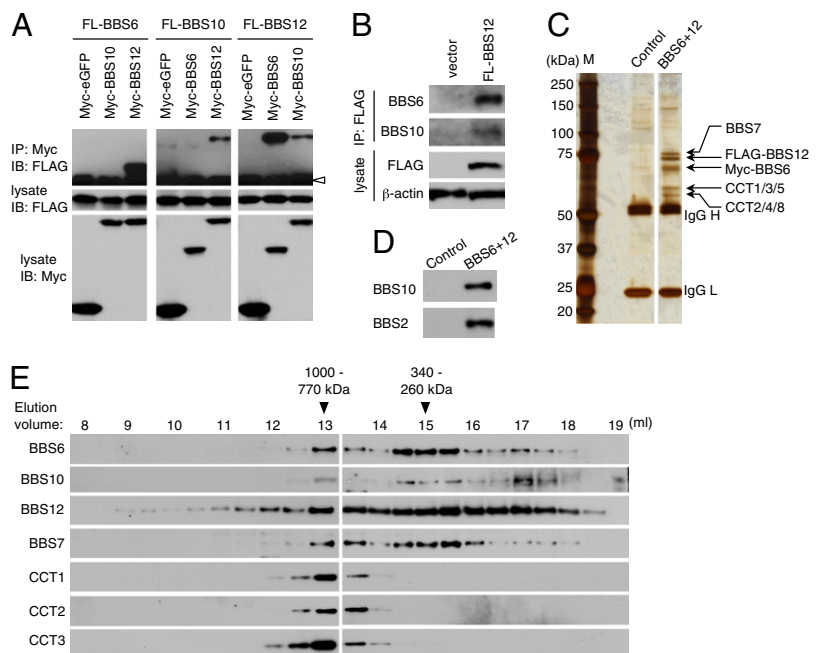 A
FL-BBS6 FL-BBS10 FL-BBS12
Myc-eGFP Myc-BBS10 Myc-BBS12 Myc-eGFP Myc-BBS6 Myc-BBS12 Myc-eGFP Myc-BBS6 Myc-BBS10
IP: Myc
IB: FLAG
lysate
IB: FLAG
lysate
IB: Myc
B
vector FL-BBS12
IP: FLAG
BBS6
BBS10
lysate
FLAG
β-actin
C
(kDa) M Control BBS6+12
250
150
100
75
50
37
25
20
BBS7
FLAG-BBS12
Myc-BBS6
CCT1/3/5
CCT2/4/8
IgG H
IgG L
D
Control BBS6+12
BBS10
BBS2
E
1000 -
770 kDa
340 -
260 kDa
Elution
volume: 8 9 10 11 12 13 14 15 16 17 18 19 (ml)
BBS6
BBS10
BBS12
BBS7
CCT1
CCT2
CCT3